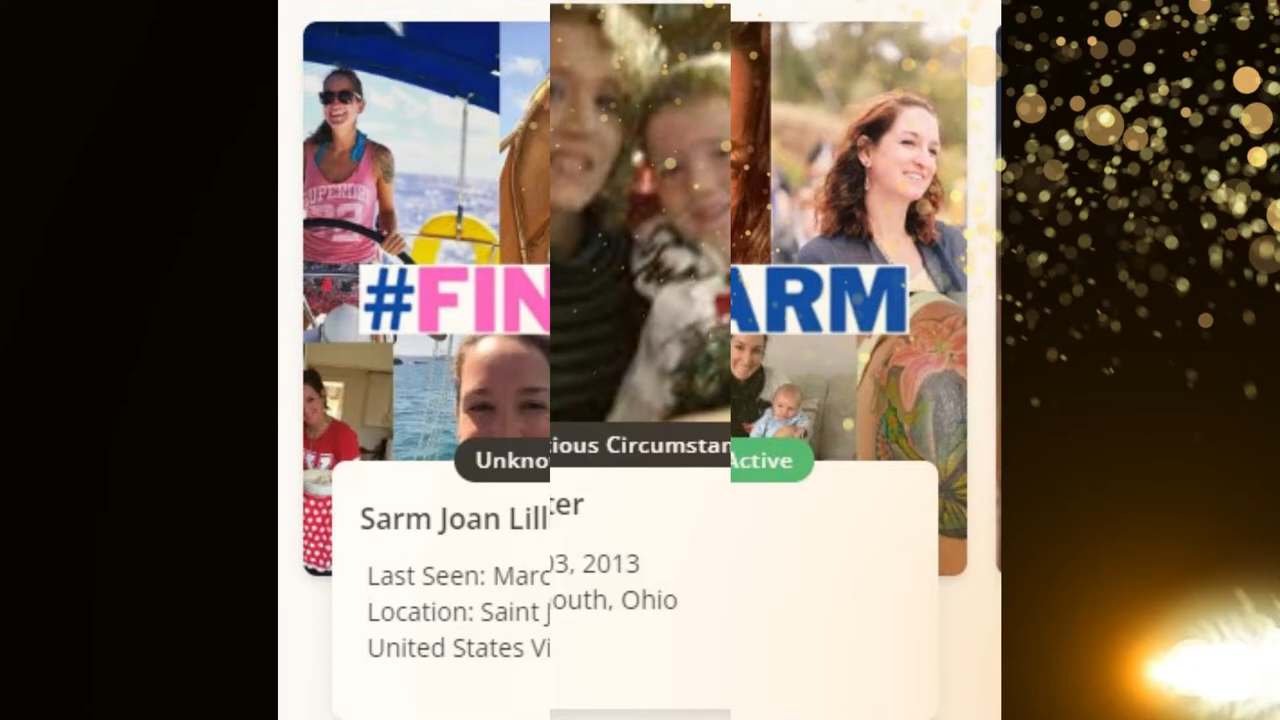 SUPERDRY
#FIN
ARM
Unkno
ious Circumstan
Active
Sarm Joan Lill
ter
Last Seen: Marc
03, 2013
Location: Saint J
outh, Ohio
United States Vi